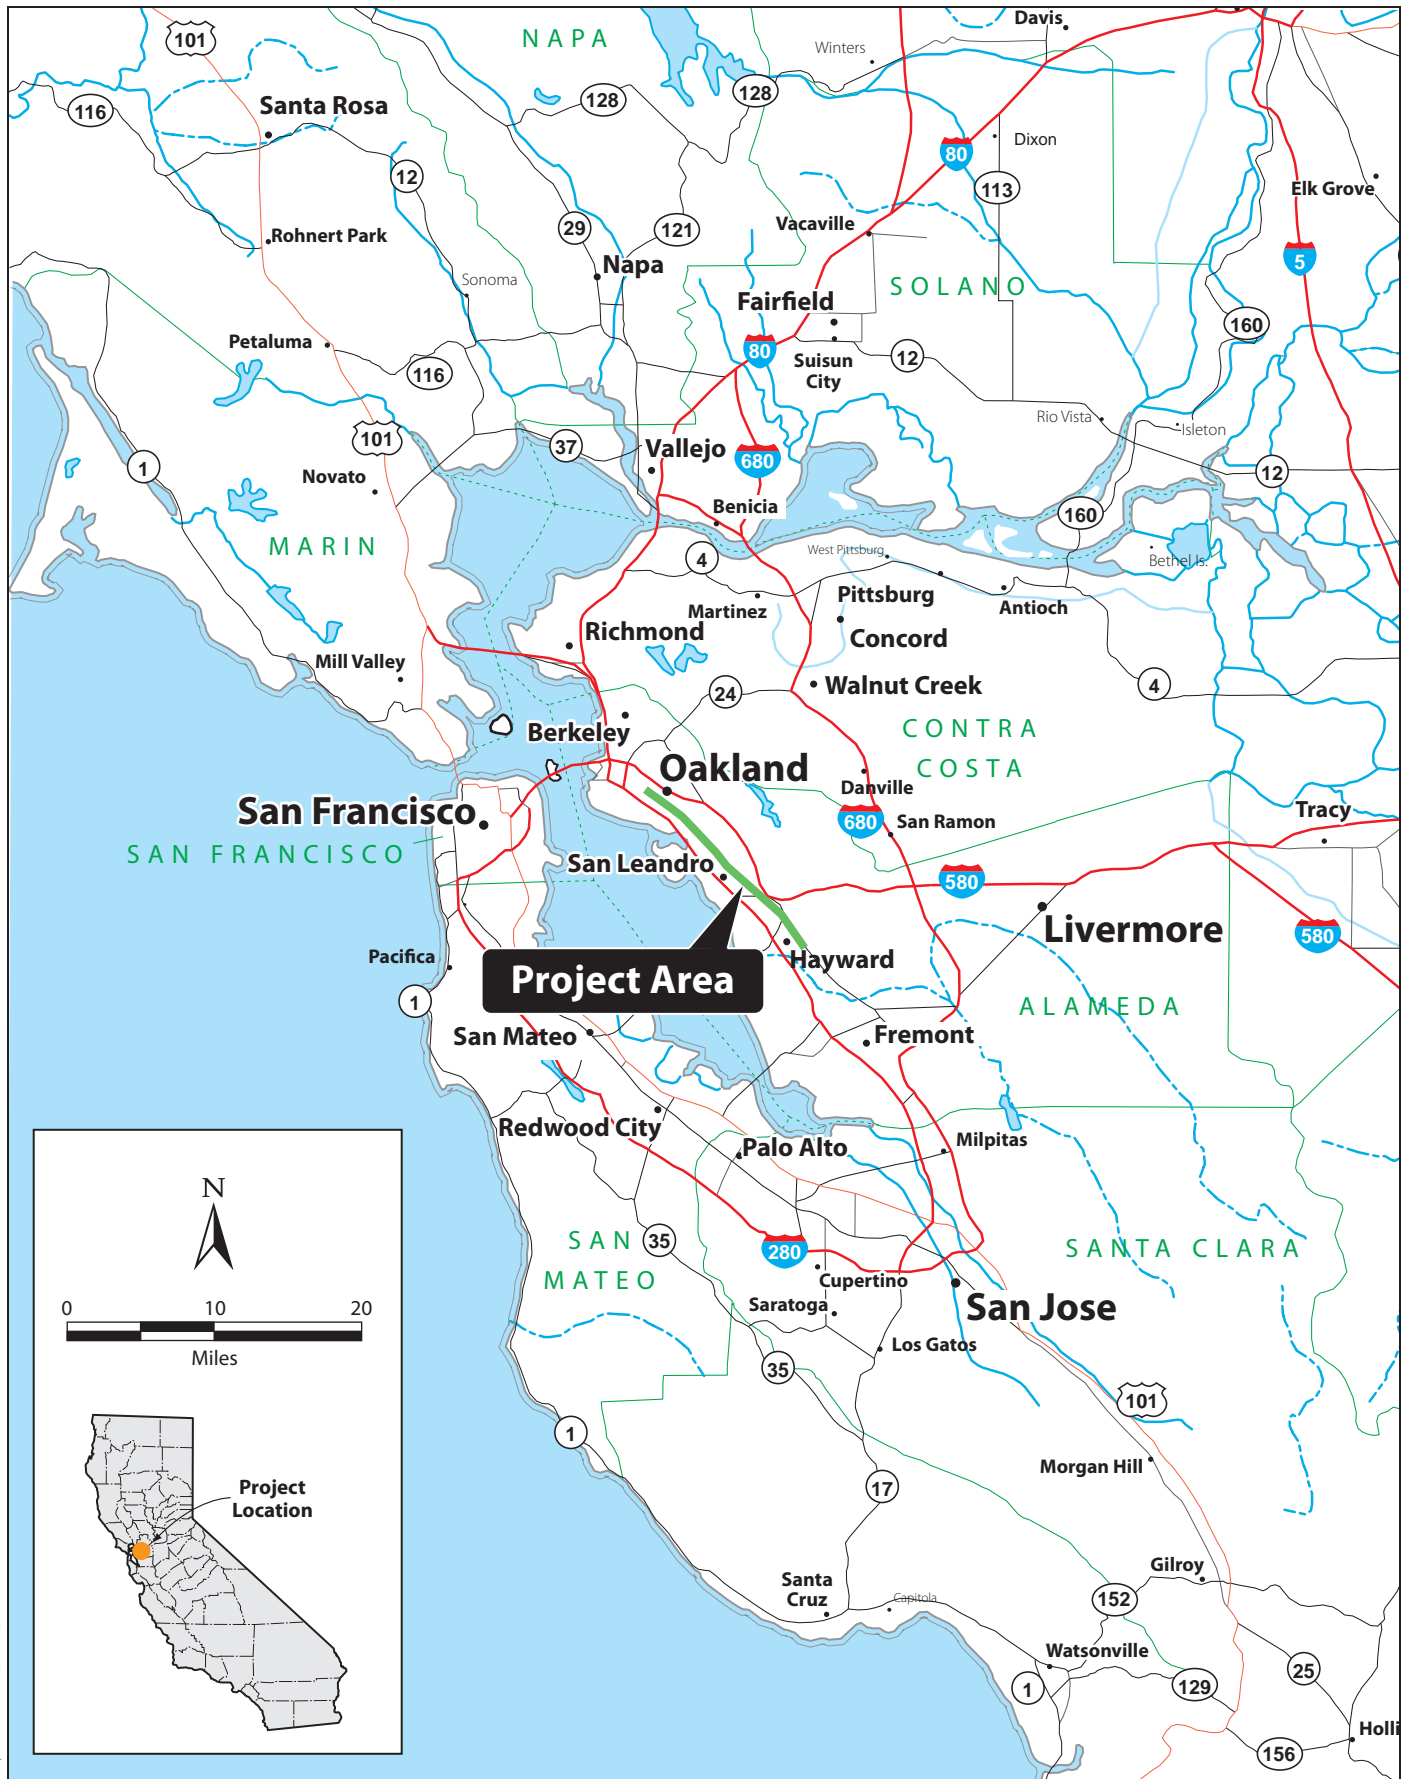 Davis
101
NAPA
Winters
128
128
116
Santa Rosa
80
Dixon
12
113
Elk Grove
29
121
Vacaville
Rohnert Park
5
Napa
Sonoma
SOLANO
Fairfield
160
Petaluma
80
Suisun
City
12
116
Rio Vista
Isleton
101
37
Vallejo
1
680
12
Novato
Benicia
160
MARIN
4
West Pittsburg
Bethel Is.
Pittsburg
Martinez
Antioch
Richmond
Concord
Mill Valley
24
Walnut Creek
4
Berkeley
CONTRA
COSTA
Oakland
Danville
San Francisco
680
San Ramon
Tracy
SAN FRANCISCO
San Leandro
580
Livermore
580
Pacifica
Hayward
Project Area
1
ALAMEDA
San Mateo
Fremont
Redwood City
Palo Alto
Milpitas
N
SAN
MATEO
35
280
SANTA CLARA
Cupertino
0 10 20
Miles
Saratoga
San Jose
Los Gatos
35
101
1
Morgan Hill
Project
Location
17
Gilroy
Santa
Cruz
Capitola
152
Watsonville
1
129
25
156
Holli